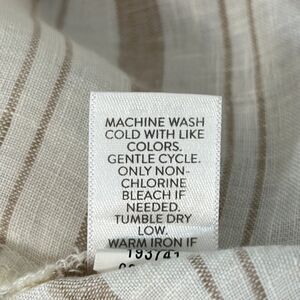 MACHINE WASH
COLD WITH LIKE
COLORS.
GENTLE CYCLE.
ONLY NON-
CHLORINE
BLEACH IF
NEEDED.
TUMBLE DRY
LOW.
WARM IRON IF
193741